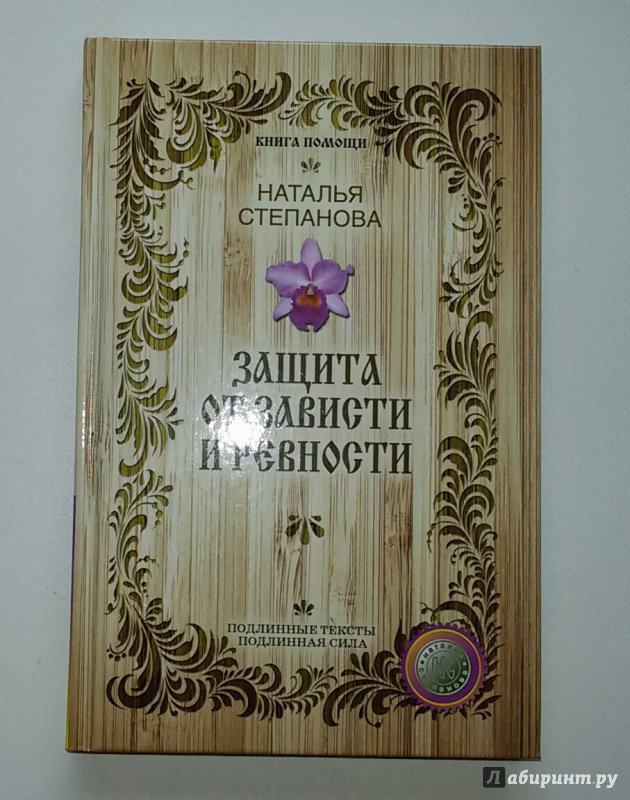 КНИГА ПОМОЩИ
НАТАЛЬЯ
СТЕПАНОВА
ЗАЩИТА
ОТ ЗАВИСТИ
И РЕВНОСТИ
ПОДЛИННЫЕ ТЕКСТЫ
ПОДЛИННАЯ СИЛА
Лабиринт.ру